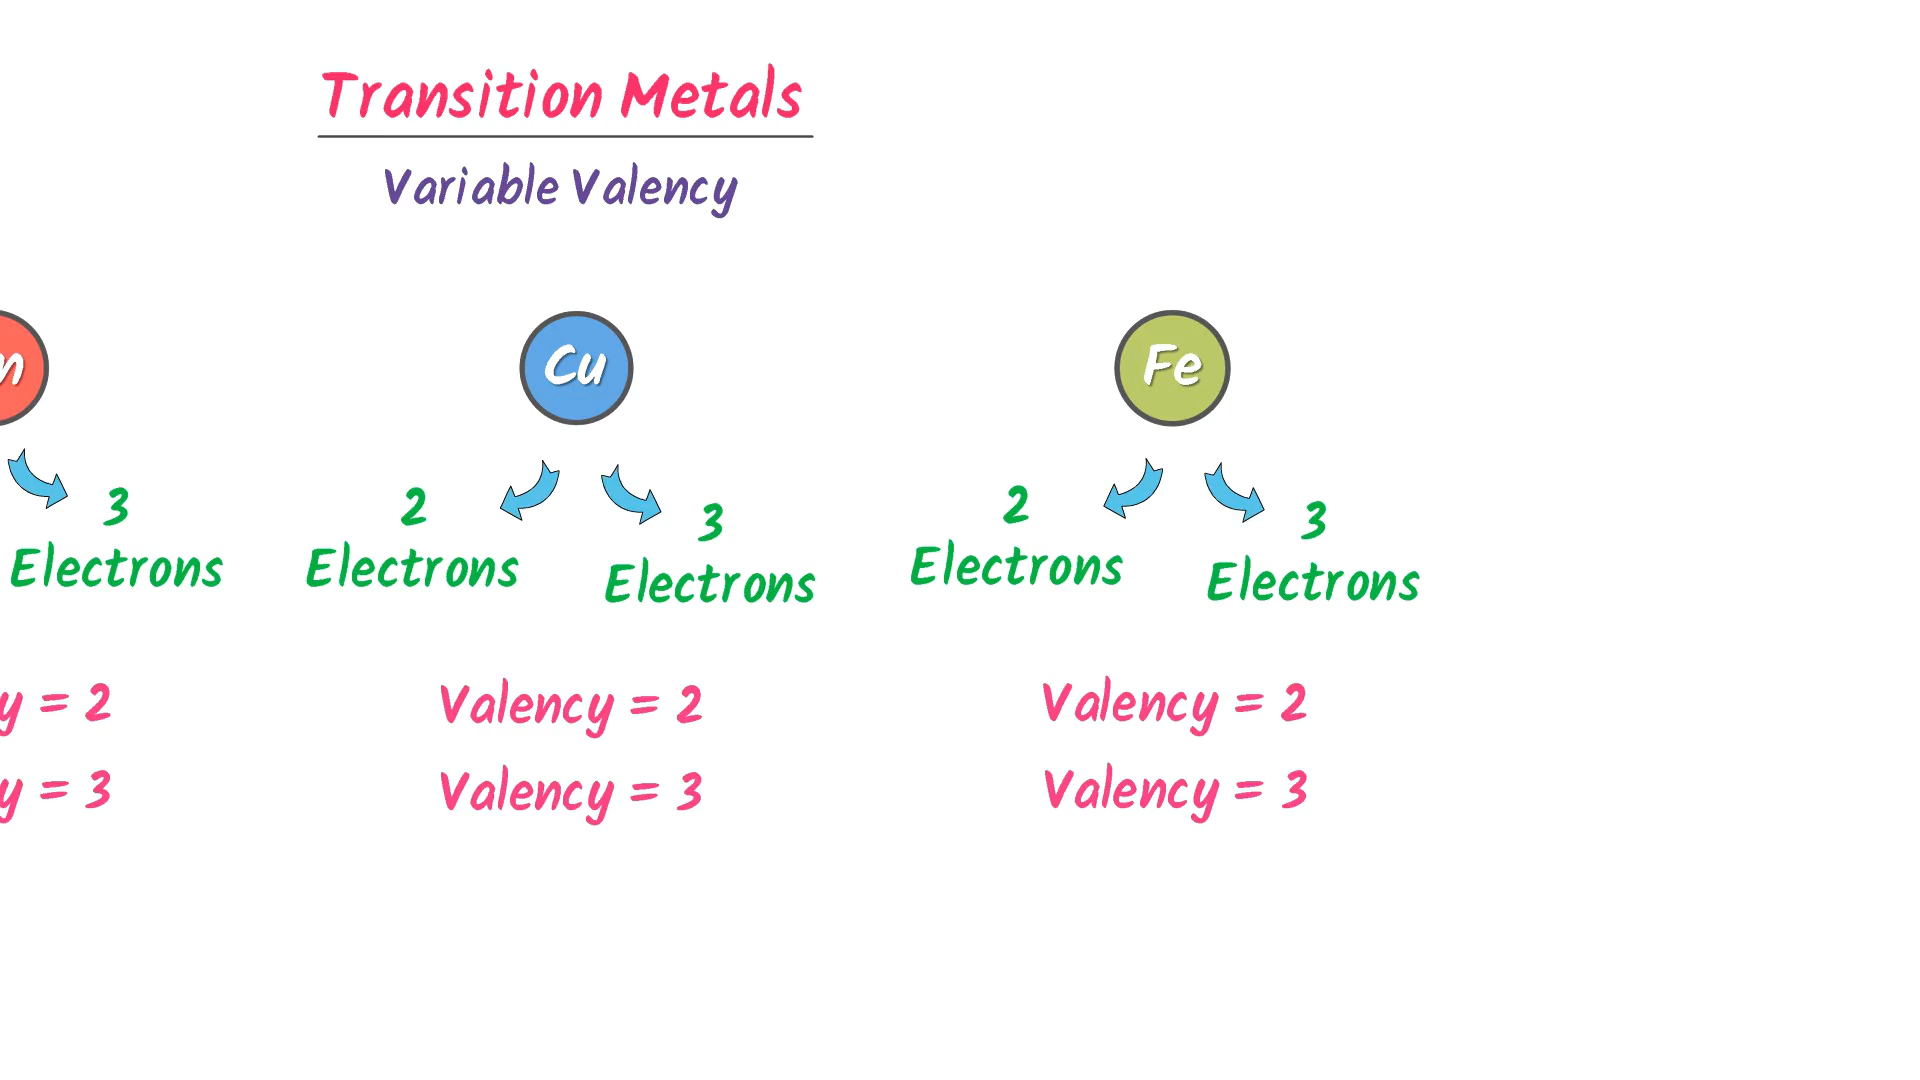 Transition Metals
Variable Valency
n
Cu
Fe
3
Electrons
2
Electrons
3
Electrons
2
Electrons
3
Electrons
y = 2
Valency = 2
Valency = 2
y = 3
Valency = 3
Valency = 3